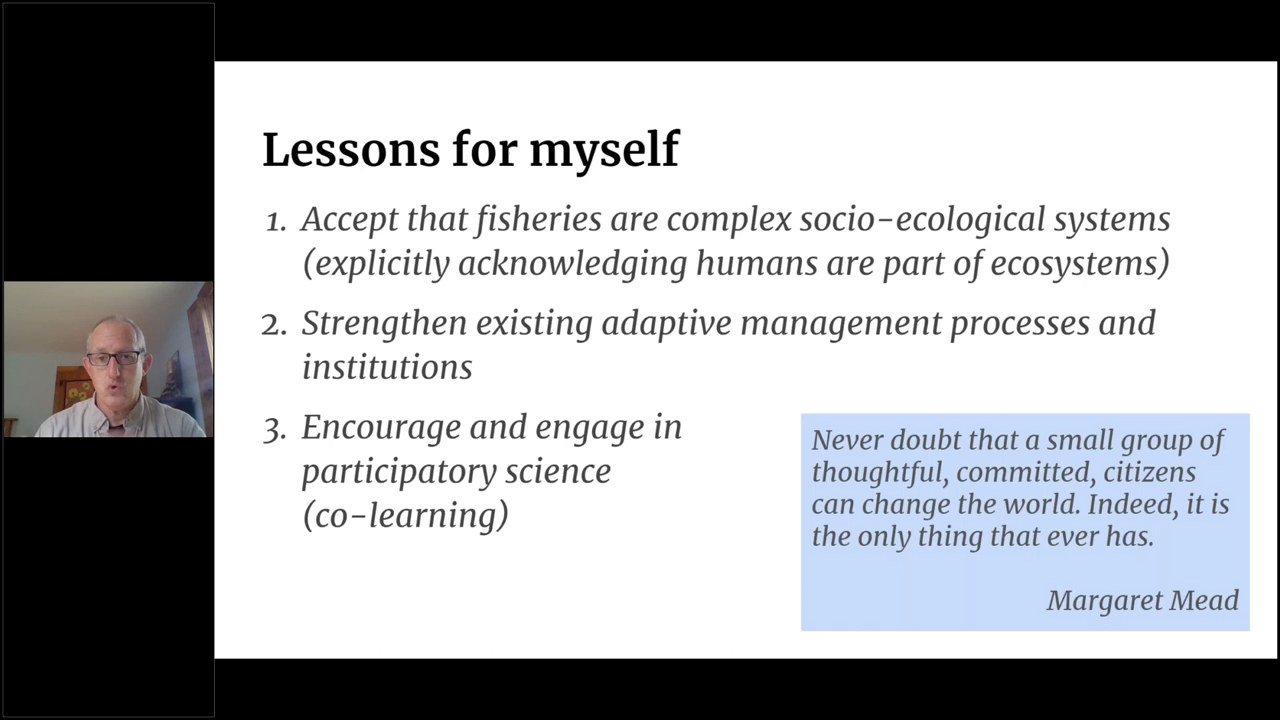 Lessons for myself
1. Accept that fisheries are complex socio-ecological systems
(explicitly acknowledging humans are part of ecosystems)
2. Strengthen existing adaptive management processes and
institutions
3. Encourage and engage in
participatory science
(co-learning)
Never doubt that a small group of
thoughtful, committed, citizens
can change the world. Indeed, it is
the only thing that ever has.
Margaret Mead